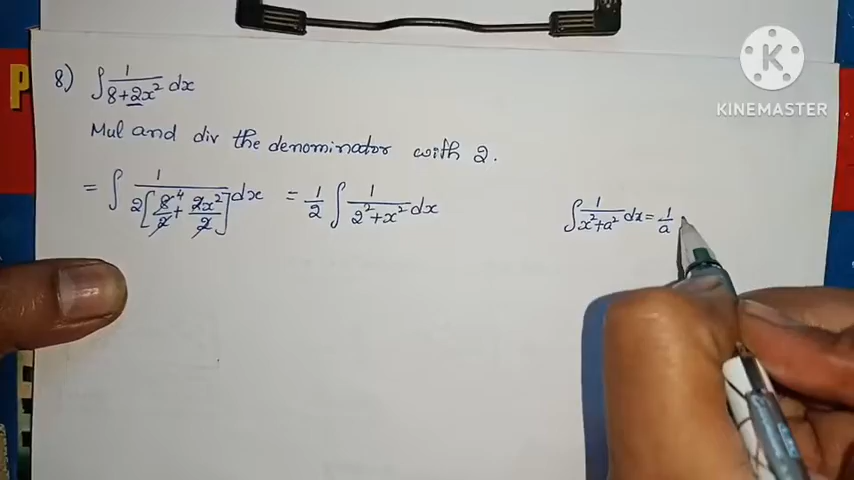 8) ∫ 1/(8+2x²) dx
Mul and div the denominator with 2.
= ∫ 1/(2[8/2 4 + 2x²/2]) dx = 1/2 ∫ 1/(2²+x²) dx
∫ 1/(x²+a²) dx = 1/a
K
KINEMASTER
P